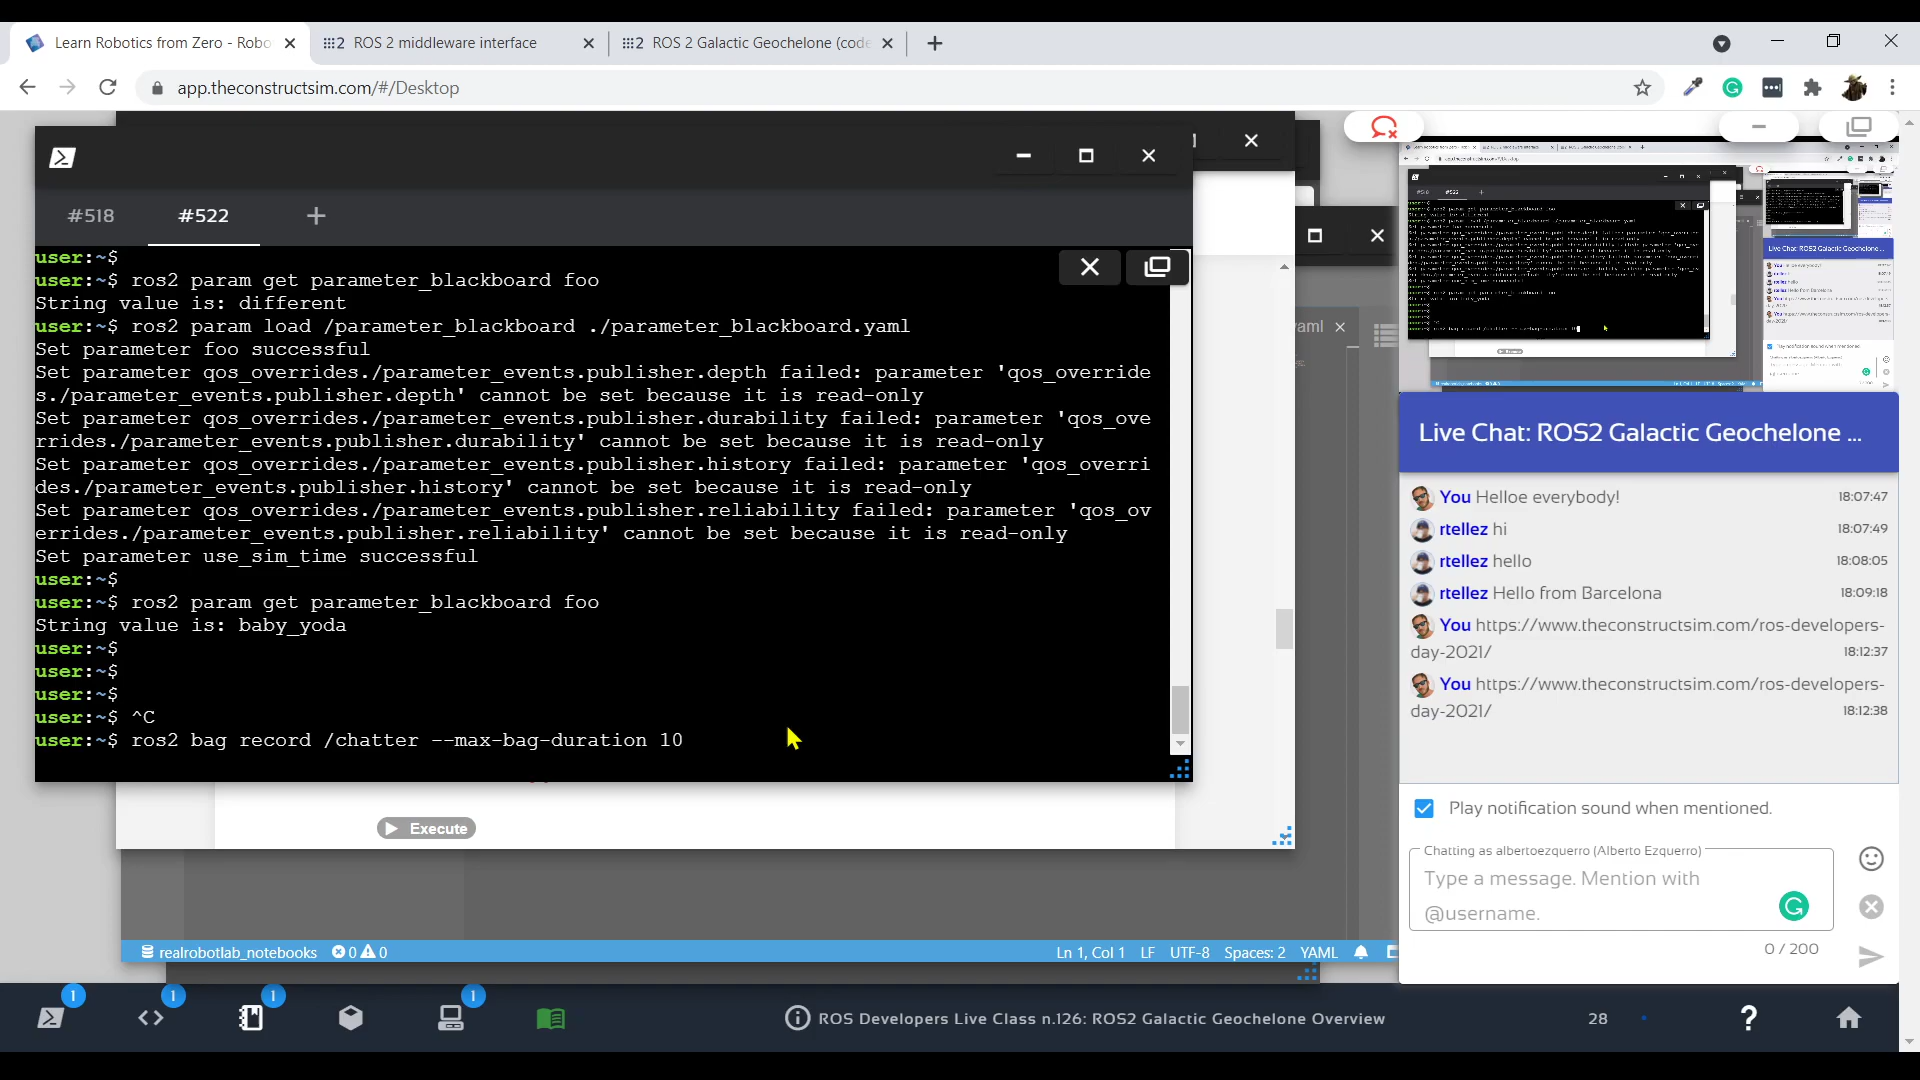 Learn Robotics from Zero - Robo
ROS 2 middleware interface
ROS 2 Galactic Geochelone (code
app.theconstructsim.com/#/Desktop
#518
#522
user:~$
user:~$ ros2 param get parameter_blackboard foo
String value is: different
user:~$ ros2 param load /parameter_blackboard ./parameter_blackboard.yaml
Set parameter foo successful
Set parameter qos_overrides./parameter_events.publisher.depth failed: parameter 'qos_override
s./parameter_events.publisher.depth' cannot be set because it is read-only
Set parameter qos_overrides./parameter_events.publisher.durability failed: parameter 'qos_ove
rrides./parameter_events.publisher.durability' cannot be set because it is read-only
Set parameter qos_overrides./parameter_events.publisher.history failed: parameter 'qos_overri
des./parameter_events.publisher.history' cannot be set because it is read-only
Set parameter qos_overrides./parameter_events.publisher.reliability failed: parameter 'qos_ov
errides./parameter_events.publisher.reliability' cannot be set because it is read-only
Set parameter use_sim_time successful
user:~$
user:~$ ros2 param get parameter_blackboard foo
String value is: baby_yoda
user:~$
user:~$
user:~$
user:~$ ^C
user:~$ ros2 bag record /chatter --max-bag-duration 10
yaml
Execute
realrobotlab_notebooks 0 0
Ln 1, Col 1 LF UTF-8 Spaces: 2 YAML
Live Chat: ROS2 Galactic Geochelone ...
You Helloe everybody! 18:07:47
rtellez hi 18:07:49
rtellez hello 18:08:05
rtellez Hello from Barcelona 18:09:18
You https://www.theconstructsim.com/ros-developers-
day-2021/ 18:12:37
You https://www.theconstructsim.com/ros-developers-
day-2021/ 18:12:38
Play notification sound when mentioned.
Chatting as albertoezquerro (Alberto Ezquerro)
Type a message. Mention with
@username.
0 / 200
1 1 1 1
ROS Developers Live Class n.126: ROS2 Galactic Geochelone Overview
28
?